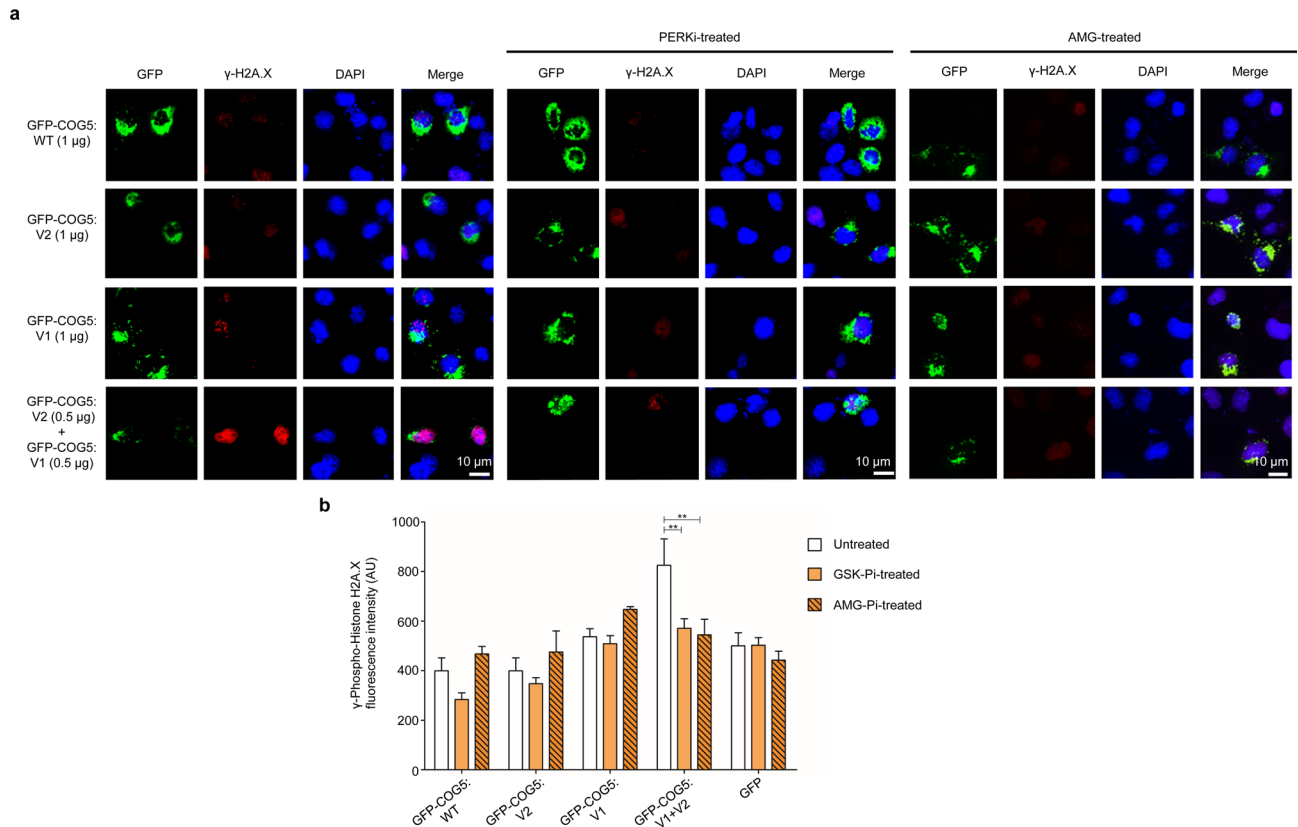 a
PERKi-treated
AMG-treated
GFP γ-H2A.X DAPI Merge GFP γ-H2A.X DAPI Merge GFP γ-H2A.X DAPI Merge
GFP-COG5:
WT (1 µg)
GFP-COG5:
V2 (1 µg)
GFP-COG5:
V1 (1 µg)
GFP-COG5:
V2 (0.5 µg)
+
GFP-COG5:
V1 (0.5 µg)
10 µm
10 µm
10 µm
b
γ-Phospho-Histone H2A.X
fluorescence intensity (AU)
1000
800
600
400
200
0
**
**
Untreated
GSK-Pi-treated
AMG-Pi-treated
GFP-COG5:
WT
GFP-COG5:
V2
GFP-COG5:
V1
GFP-COG5:
V1+V2
GFP